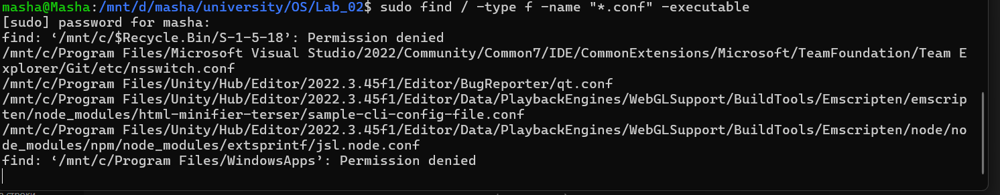 masha@Masha:/mnt/d/masha/university/OS/Lab_02$ sudo find / -type f -name "*.conf" -executable
[sudo] password for masha:
find: ‘/mnt/c/$Recycle.Bin/S-1-5-18’: Permission denied
/mnt/c/Program Files/Microsoft Visual Studio/2022/Community/Common7/IDE/CommonExtensions/Microsoft/TeamFoundation/Team E
xplorer/Git/etc/nsswitch.conf
/mnt/c/Program Files/Unity/Hub/Editor/2022.3.45f1/Editor/BugReporter/qt.conf
/mnt/c/Program Files/Unity/Hub/Editor/2022.3.45f1/Editor/Data/PlaybackEngines/WebGLSupport/BuildTools/Emscripten/emscrip
ten/node_modules/html-minifier-terser/sample-cli-config-file.conf
/mnt/c/Program Files/Unity/Hub/Editor/2022.3.45f1/Editor/Data/PlaybackEngines/WebGLSupport/BuildTools/Emscripten/node/no
de_modules/npm/node_modules/extsprintf/jsl.node.conf
find: ‘/mnt/c/Program Files/WindowsApps’: Permission denied